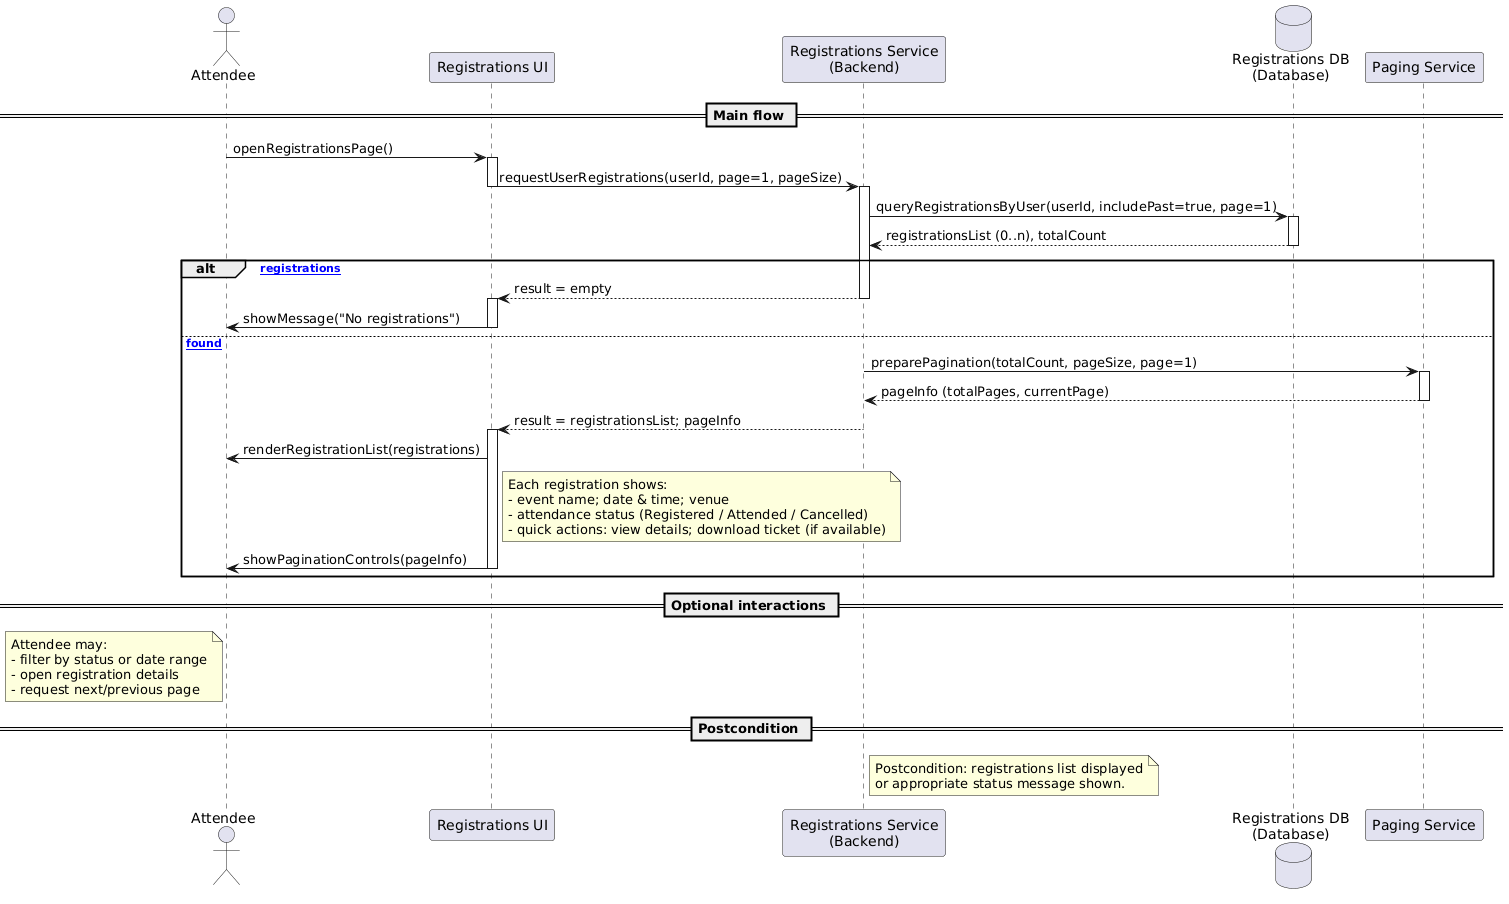 Attendee
Registrations UI
Registrations Service
(Backend)
Registrations DB
(Database)
Paging Service
Main flow
openRegistrationsPage()
requestUserRegistrations(userId, page=1, pageSize)
queryRegistrationsByUser(userId, includePast=true, page=1)
registrationsList (0..n), totalCount
alt
registrations
result = empty
showMessage("No registrations")
found
preparePagination(totalCount, pageSize, page=1)
pageInfo (totalPages, currentPage)
result = registrationsList; pageInfo
renderRegistrationList(registrations)
Each registration shows:
- event name; date & time; venue
- attendance status (Registered / Attended / Cancelled)
- quick actions: view details; download ticket (if available)
showPaginationControls(pageInfo)
Optional interactions
Attendee may:
- filter by status or date range
- open registration details
- request next/previous page
Postcondition
Postcondition: registrations list displayed
or appropriate status message shown.
Attendee
Registrations UI
Registrations Service
(Backend)
Registrations DB
(Database)
Paging Service